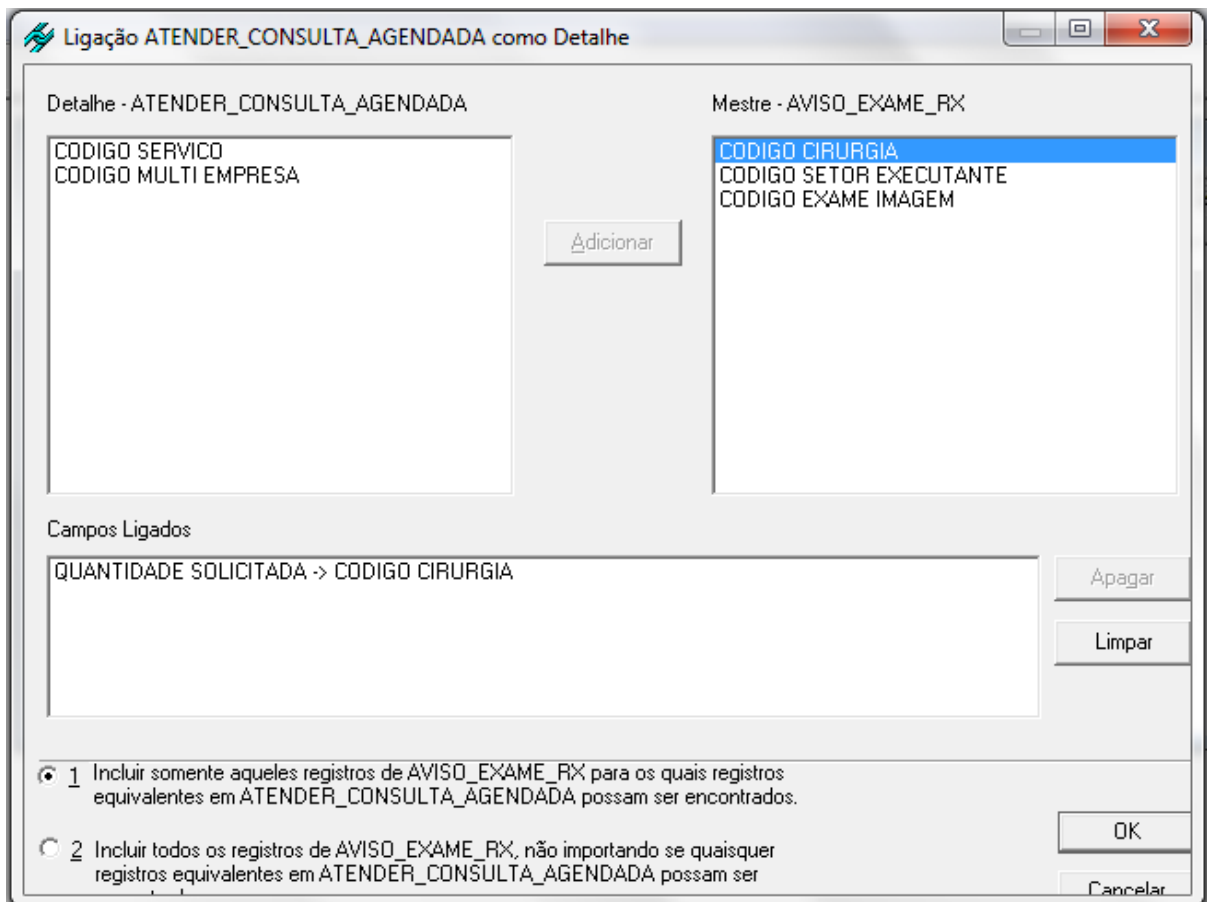 Ligação ATENDER_CONSULTA_AGENDADA como Detalhe
Detalhe - ATENDER_CONSULTA_AGENDADA
Mestre - AVISO_EXAME_RX
CODIGO SERVICO
CODIGO MULTI EMPRESA
CODIGO CIRURGIA
CODIGO SETOR EXECUTANTE
CODIGO EXAME IMAGEM
Adicionar
Campos Ligados
QUANTIDADE SOLICITADA -> CODIGO CIRURGIA
Apagar
Limpar
1 Incluir somente aqueles registros de AVISO_EXAME_RX para os quais registros
equivalentes em ATENDER_CONSULTA_AGENDADA possam ser encontrados.
2 Incluir todos os registros de AVISO_EXAME_RX, não importando se quaisquer
registros equivalentes em ATENDER_CONSULTA_AGENDADA possam ser
OK
Cancelar